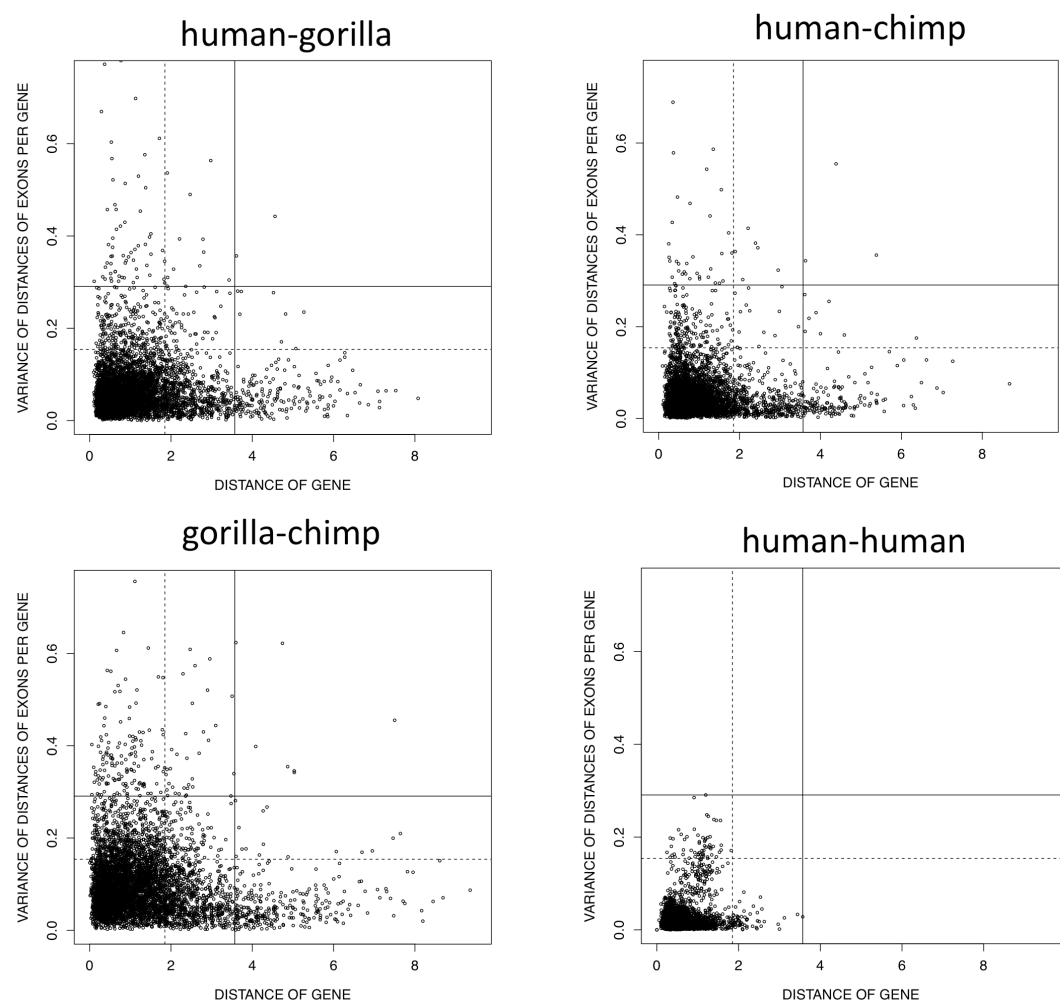 human-gorilla
VARIANCE OF DISTANCES OF EXONS PER GENE
0.6
0.4
0.2
0.0
0 2 4 6 8
DISTANCE OF GENE
human-chimp
VARIANCE OF DISTANCES OF EXONS PER GENE
0.6
0.4
0.2
0.0
0 2 4 6 8
DISTANCE OF GENE
gorilla-chimp
VARIANCE OF DISTANCES OF EXONS PER GENE
0.6
0.4
0.2
0.0
0 2 4 6 8
DISTANCE OF GENE
human-human
VARIANCE OF DISTANCES OF EXONS PER GENE
0.6
0.4
0.2
0.0
0 2 4 6 8
DISTANCE OF GENE